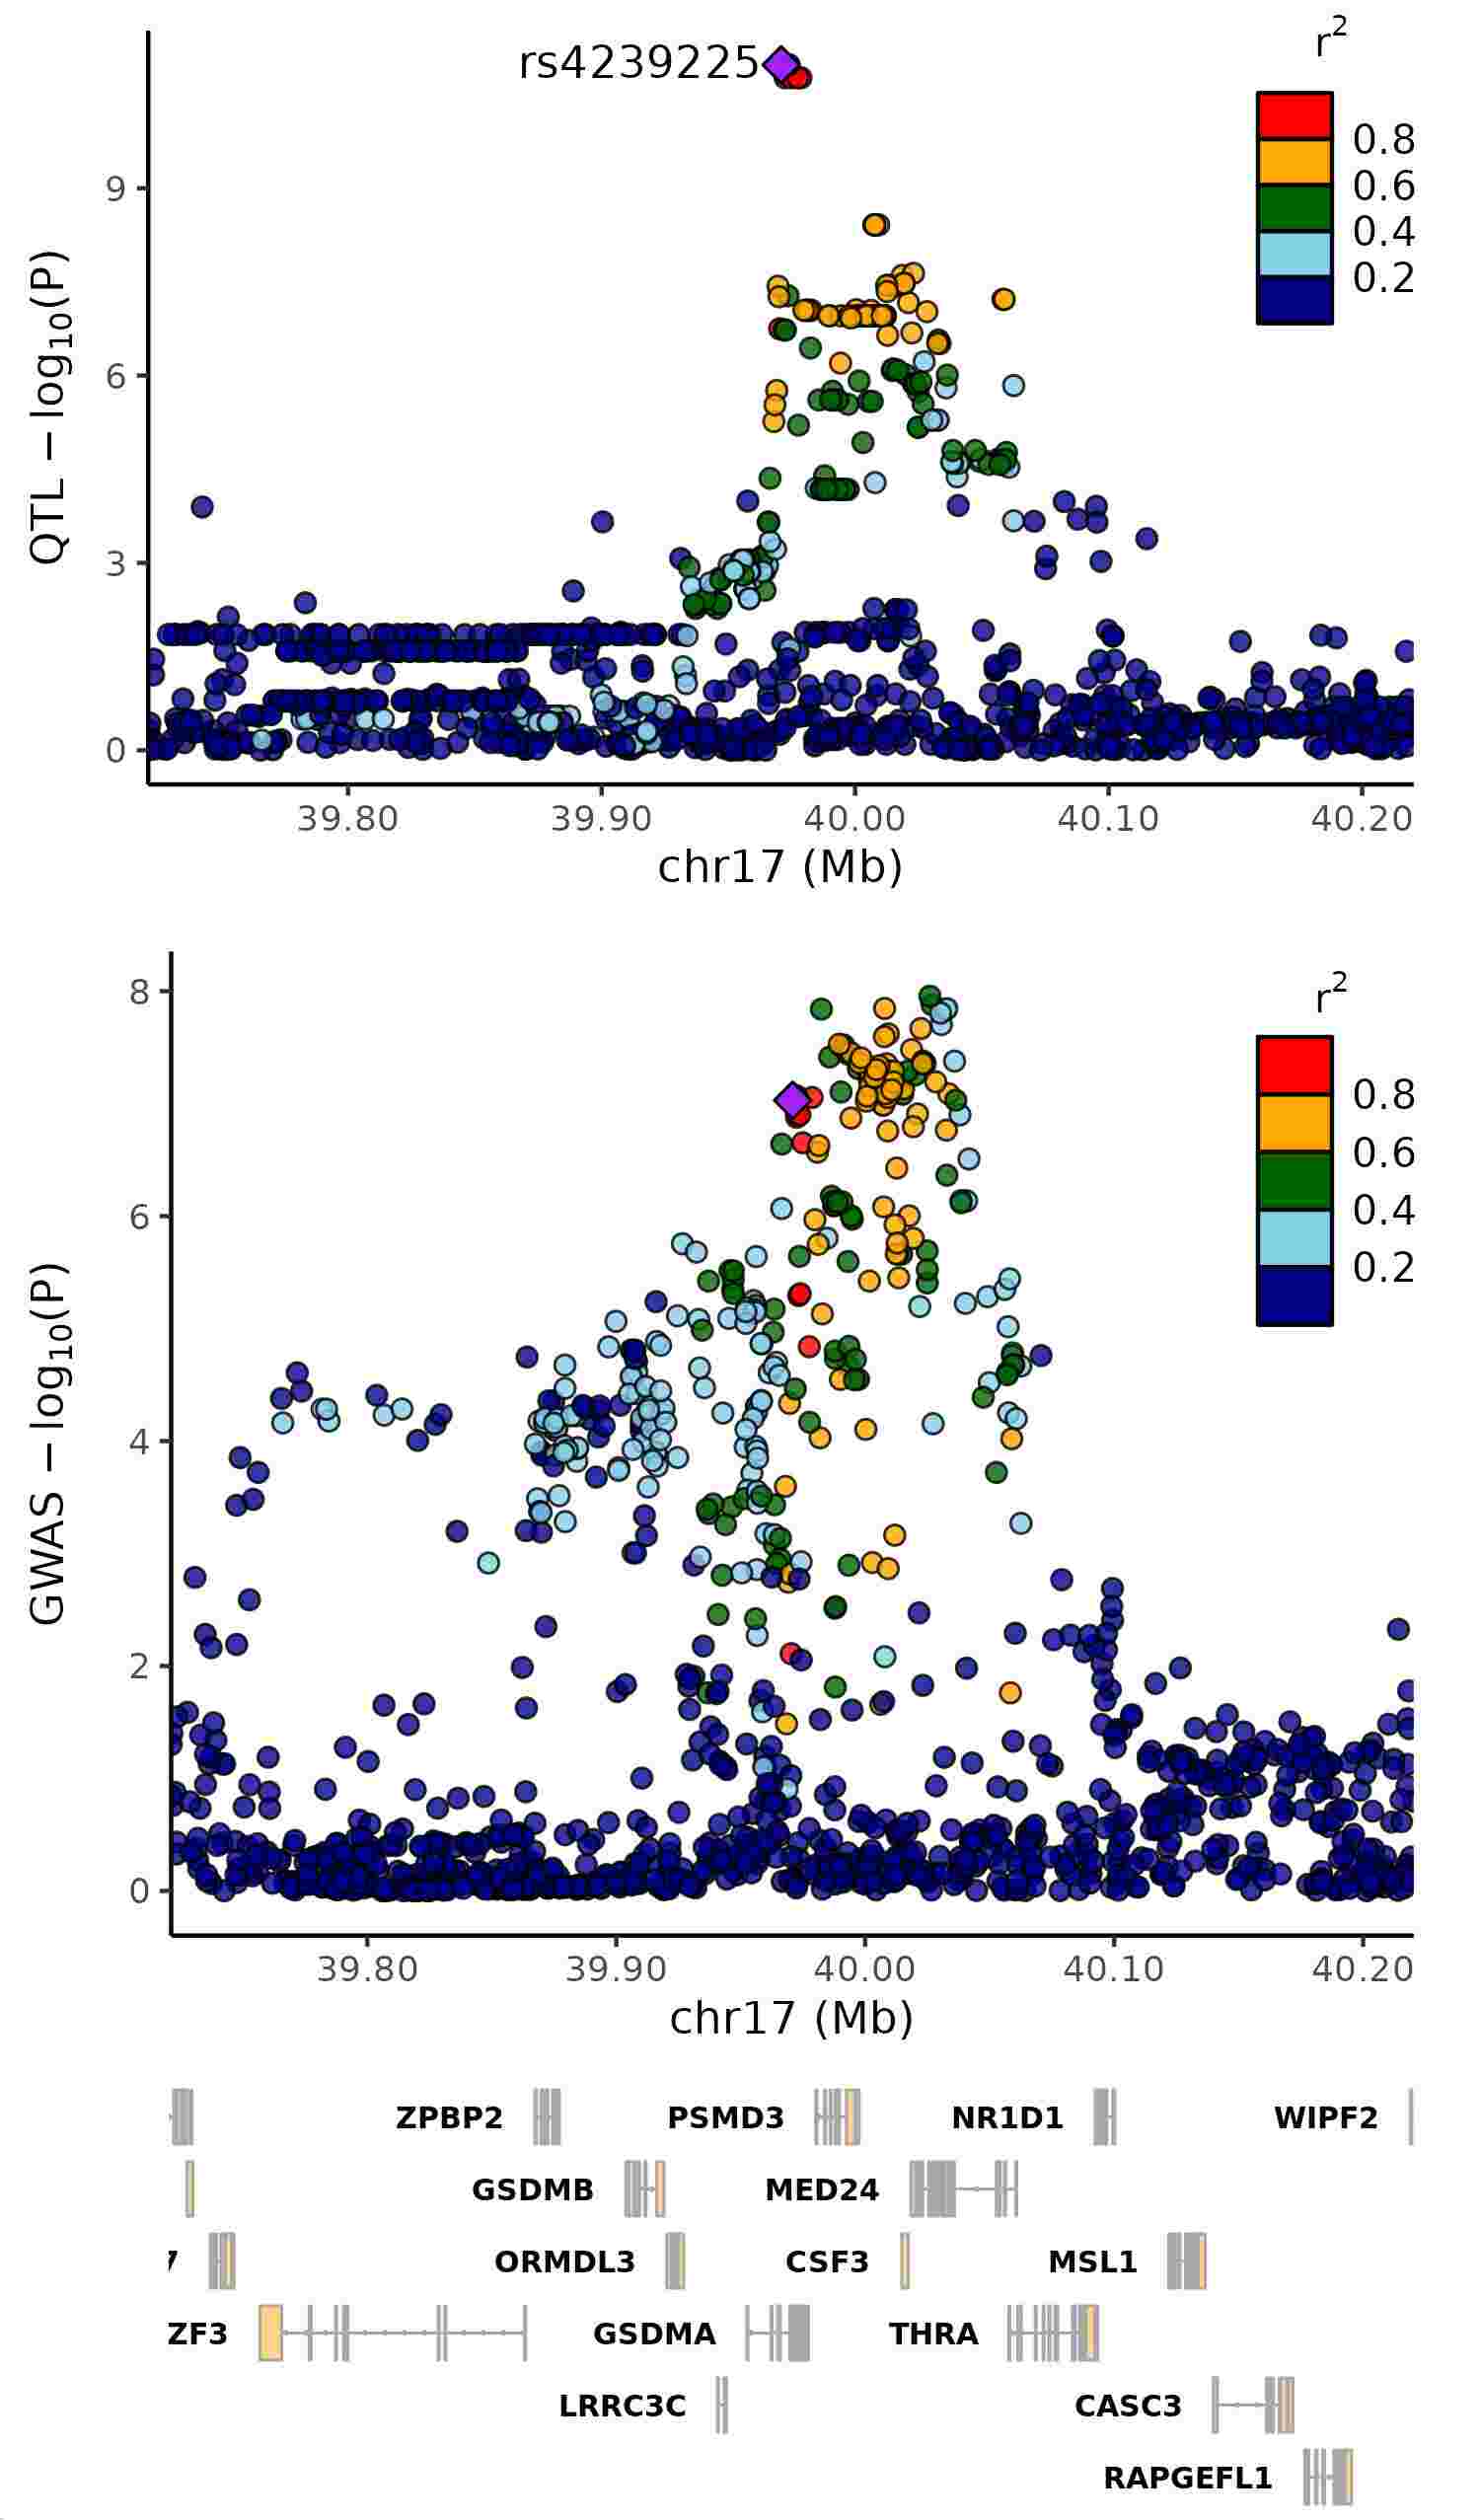 r²
rs4239225
0.8
0.6
0.4
0.2
9
6
3
0
QTL − log₁₀(P)
39.80 39.90 40.00 40.10 40.20
chr17 (Mb)
r²
0.8
0.6
0.4
0.2
8
6
4
2
0
GWAS − log₁₀(P)
39.80 39.90 40.00 40.10 40.20
chr17 (Mb)
ZPBP2 PSMD3 NR1D1 WIPF2
GSDMB MED24
7 ORMDL3 CSF3 MSL1
ZF3 GSDMA THRA
LRRC3C CASC3
RAPGEFL1